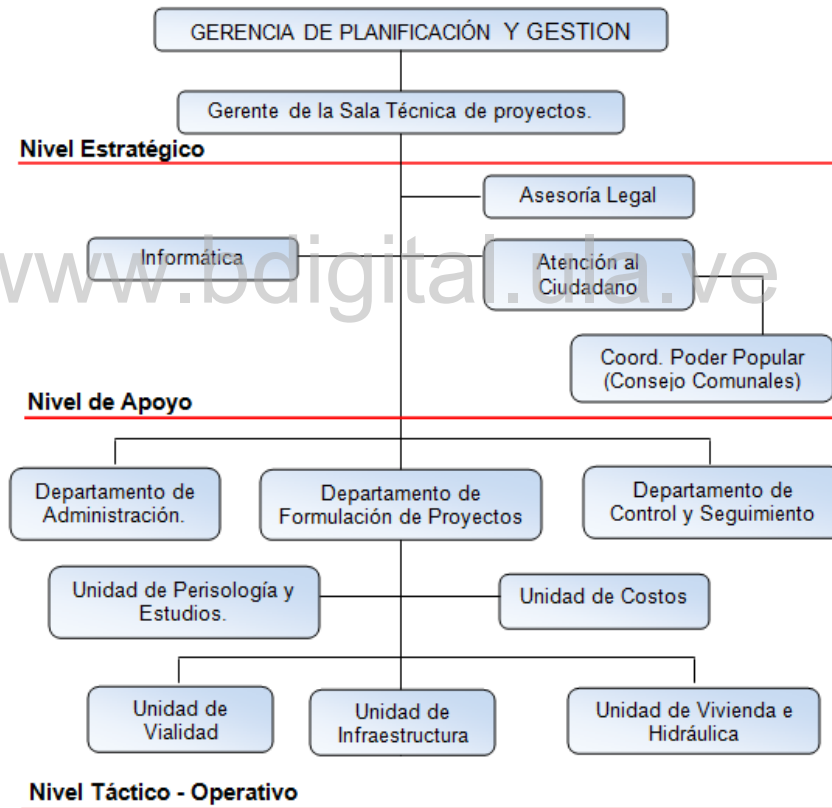 GERENCIA DE PLANIFICACIÓN Y GESTION
Gerente de la Sala Técnica de proyectos.
Nivel Estratégico
Asesoría Legal
Informática
Atención al
Ciudadano
www.bdigital.ula.ve
Coord. Poder Popular
(Consejo Comunales)
Nivel de Apoyo
Departamento de
Administración.
Departamento de
Formulación de Proyectos
Departamento de
Control y Seguimiento
Unidad de Perisología y
Estudios.
Unidad de Costos
Unidad de
Vialidad
Unidad de
Infraestructura
Unidad de Vivienda e
Hidráulica
Nivel Táctico - Operativo